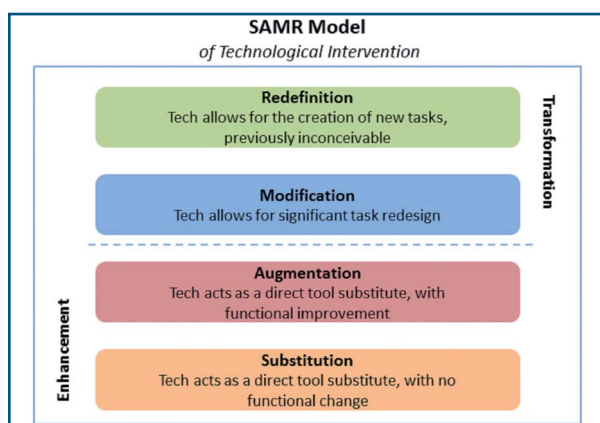 SAMR Model
of Technological Intervention
Redefinition
Tech allows for the creation of new tasks,
previously inconceivable
Transformation
Modification
Tech allows for significant task redesign
Augmentation
Tech acts as a direct tool substitute, with
functional improvement
Enhancement
Substitution
Tech acts as a direct tool substitute, with no
functional change